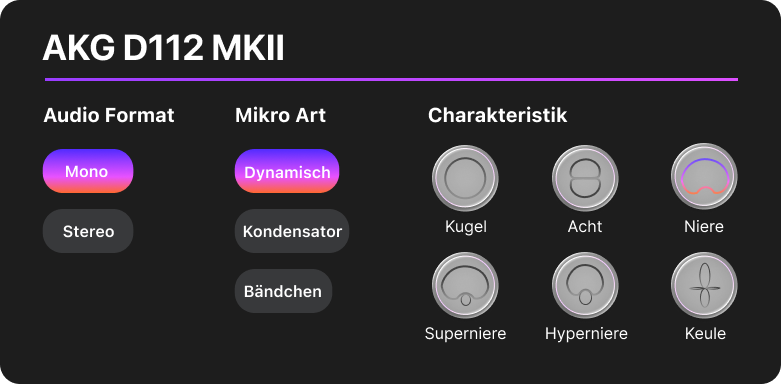 AKG D112 MKII
Audio Format
Mono
Stereo
Mikro Art
Dynamisch
Kondensator
Bändchen
Charakteristik
Kugel
Acht
Niere
Superniere
Hyperniere
Keule